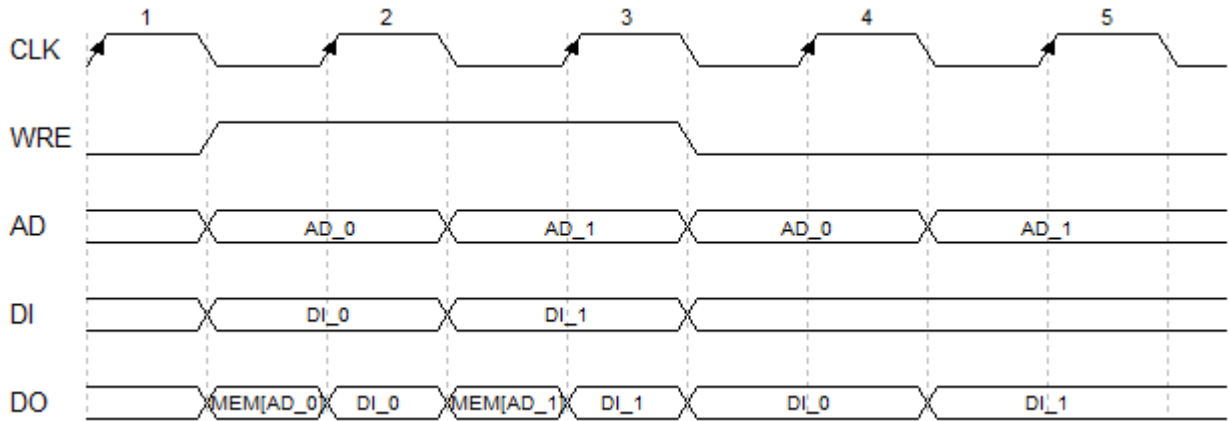 1 2 3 4 5
CLK
WRE
AD AD_0 AD_1 AD_0 AD_1
DI DI_0 DI_1
DO MEM[AD_0] DI_0 MEM[AD_1] DI_1 DI_0 DI_1